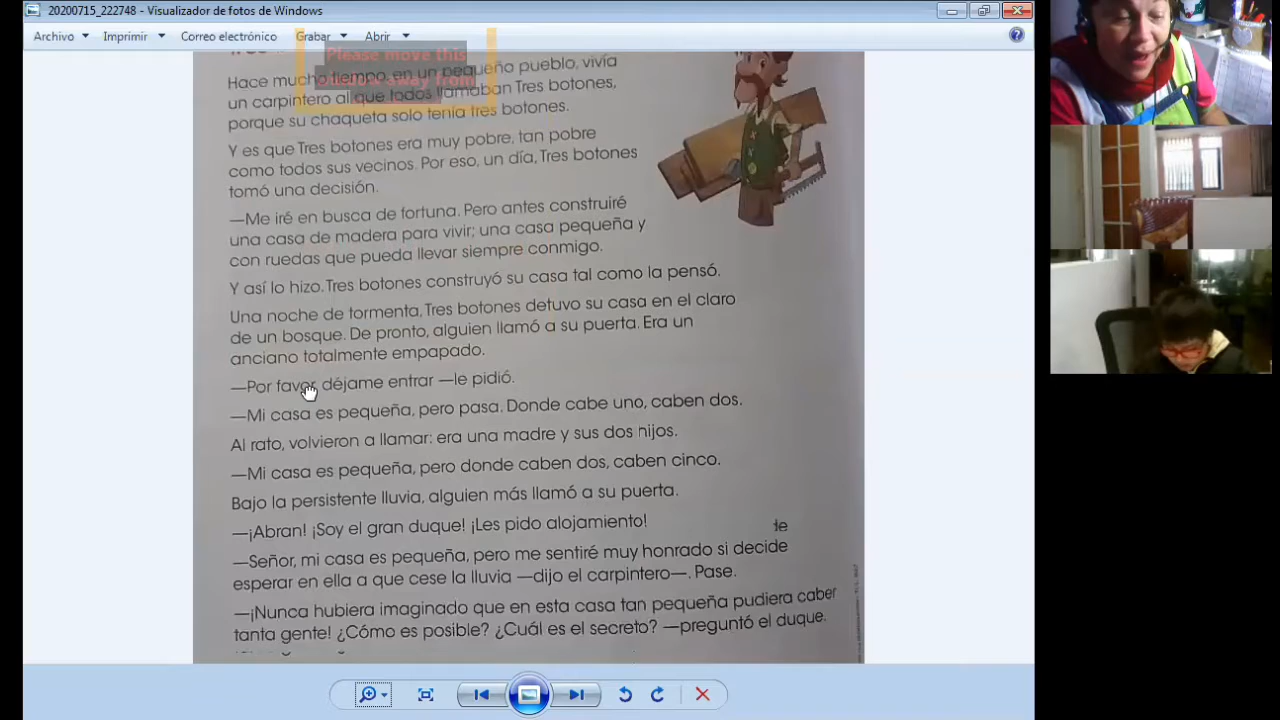 20200715_222748 - Visualizador de fotos de Windows
Archivo Imprimir Correo electrónico Grabar Abrir
Please move this
away from
Hace mucho tiempo, en un pequeño pueblo, vivía
un carpintero al que todos llamaban Tres botones,
porque su chaqueta solo tenía tres botones.
Y es que Tres botones era muy pobre, tan pobre
como todos sus vecinos. Por eso, un día, Tres botones
tomó una decisión.
—Me iré en busca de fortuna. Pero antes construiré
una casa de madera para vivir; una casa pequeña y
con ruedas que pueda llevar siempre conmigo.
Y así lo hizo. Tres botones construyó su casa tal como la pensó.
Una noche de tormenta, Tres botones detuvo su casa en el claro
de un bosque. De pronto, alguien llamó a su puerta. Era un
anciano totalmente empapado.
—Por favor déjame entrar —le pidió.
—Mi casa es pequeña, pero pasa. Donde cabe uno, caben dos.
Al rato, volvieron a llamar: era una madre y sus dos hijos.
—Mi casa es pequeña, pero donde caben dos, caben cinco.
Bajo la persistente lluvia, alguien más llamó a su puerta.
—¡Abran! ¡Soy el gran duque! ¡Les pido alojamiento!
de
—Señor, mi casa es pequeña, pero me sentiré muy honrado si decide
esperar en ella a que cese la lluvia —dijo el carpintero—. Pase.
—¡Nunca hubiera imaginado que en esta casa tan pequeña pudiera caber
tanta gente! ¿Cómo es posible? ¿Cuál es el secreto? —preguntó el duque.